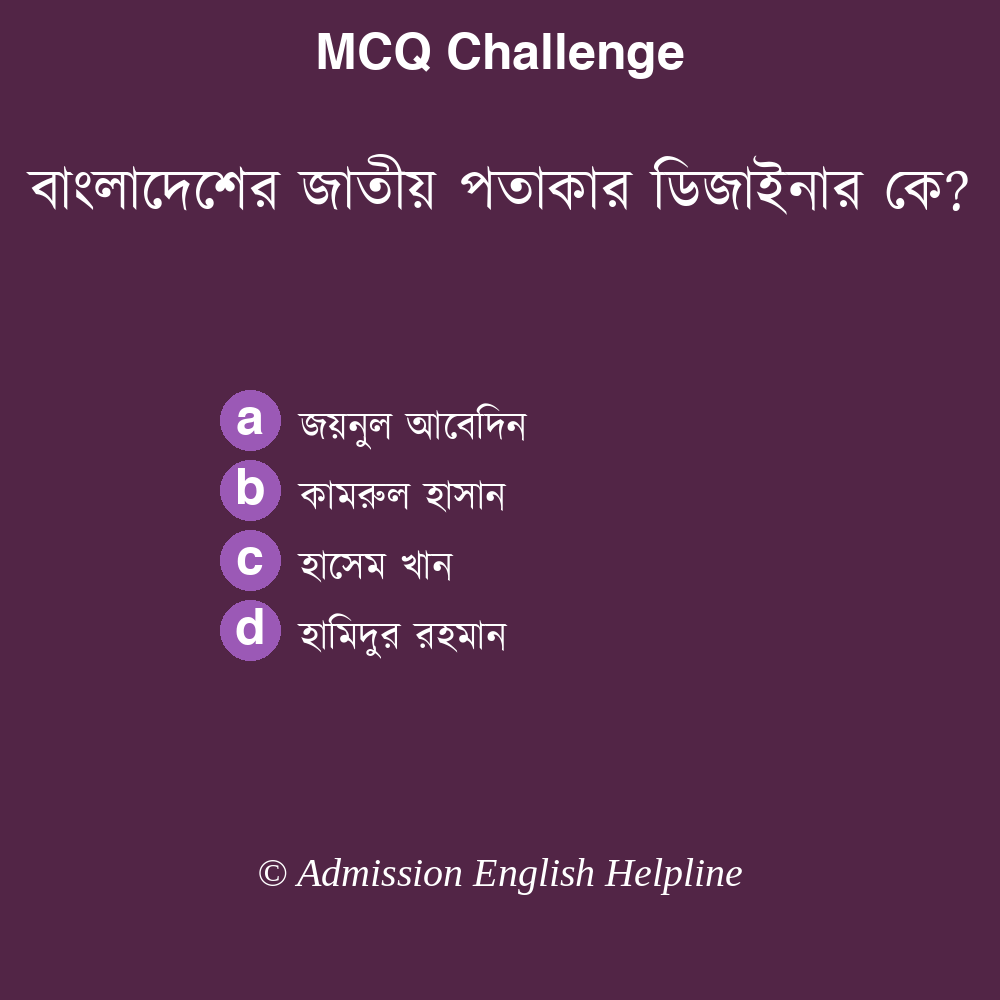 MCQ Challenge
বাংলাদেশের জাতীয় পতাকার ডিজাইনার কে?
a জয়নুল আবেদিন
b কামরুল হাসান
c হাসেম খান
d হামিদুর রহমান
© Admission English Helpline